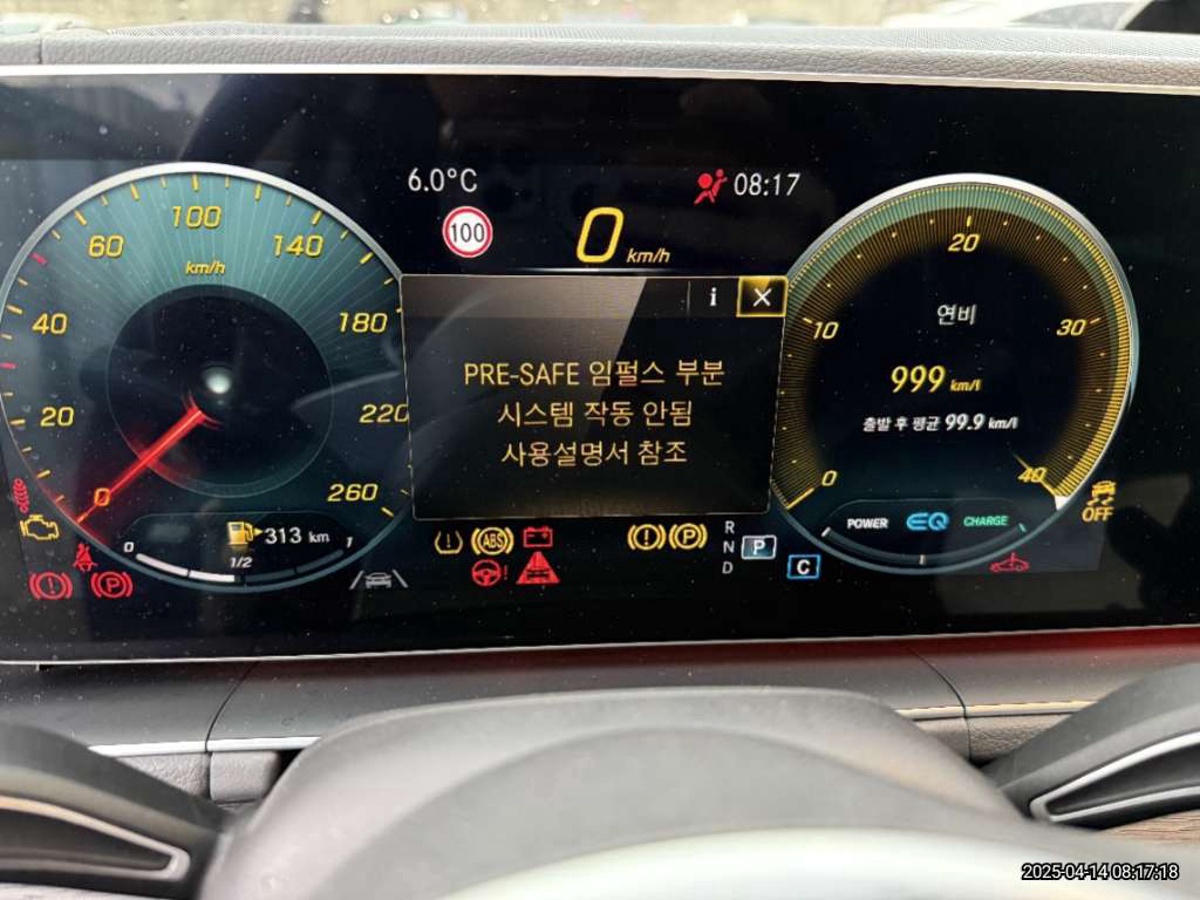 6.0°C
08:17
100
0 km/h
0
20
40
60
100
140
180
220
260
km/h
i
PRE-SAFE 임펄스 부분
시스템 작동 안됨
사용설명서 참조
0
10
20
30
40
연비
999 km/l
출발 후 평균 99.9 km/l
POWER EQ CHARGE
OFF
0 1/2 1
313 km
ABS
P
P
R
N
D
P
C
2025-04-14 08:17:18